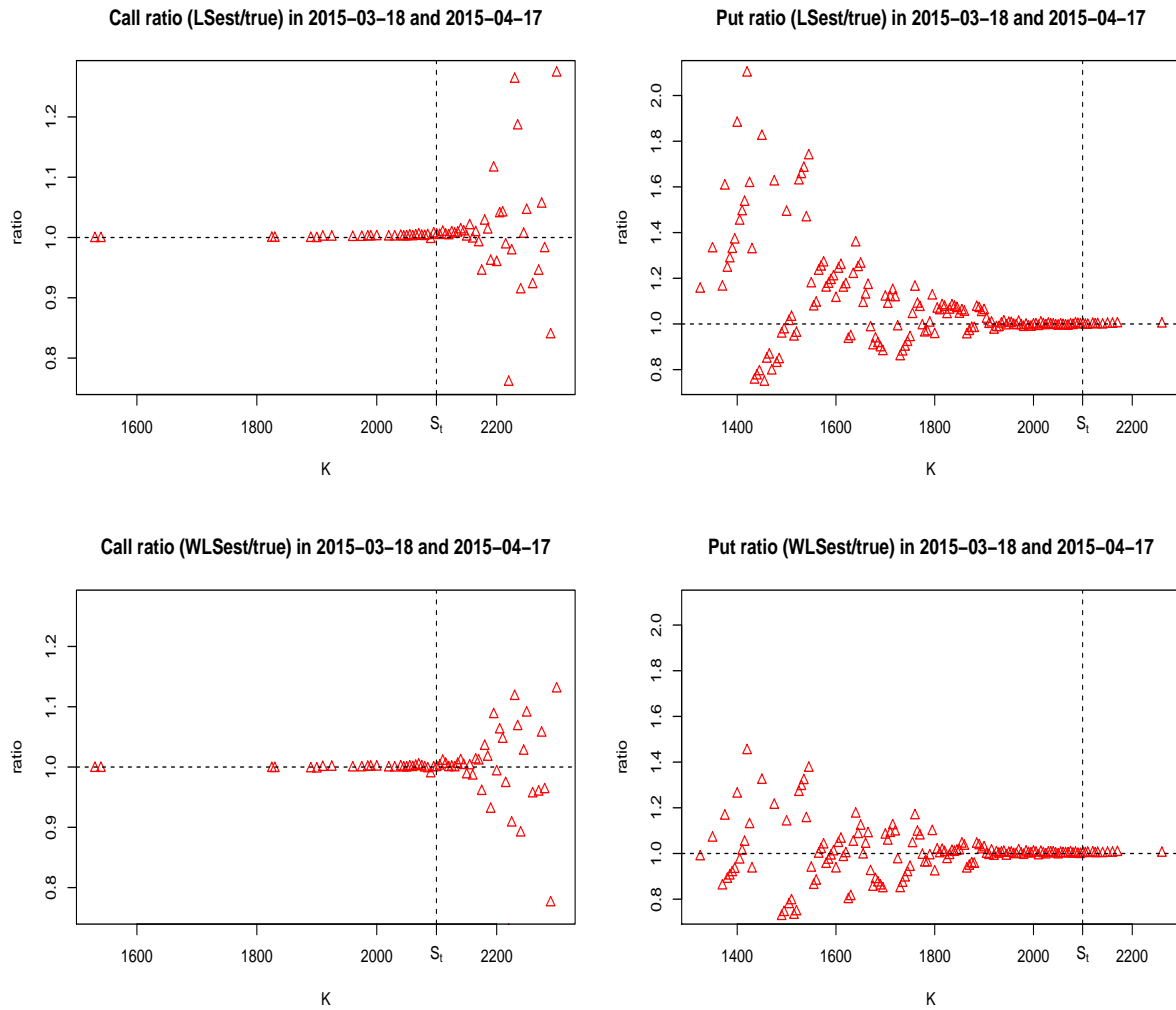 Call ratio (LSest/true) in 2015−03−18 and 2015−04−17
ratio
0.8 0.9 1.0 1.1 1.2
1600 1800 2000 St 2200
K
Put ratio (LSest/true) in 2015−03−18 and 2015−04−17
ratio
0.8 1.0 1.2 1.4 1.6 1.8 2.0
1400 1600 1800 2000 St 2200
K
Call ratio (WLSest/true) in 2015−03−18 and 2015−04−17
ratio
0.8 0.9 1.0 1.1 1.2
1600 1800 2000 St 2200
K
Put ratio (WLSest/true) in 2015−03−18 and 2015−04−17
ratio
0.8 1.0 1.2 1.4 1.6 1.8 2.0
1400 1600 1800 2000 St 2200
K